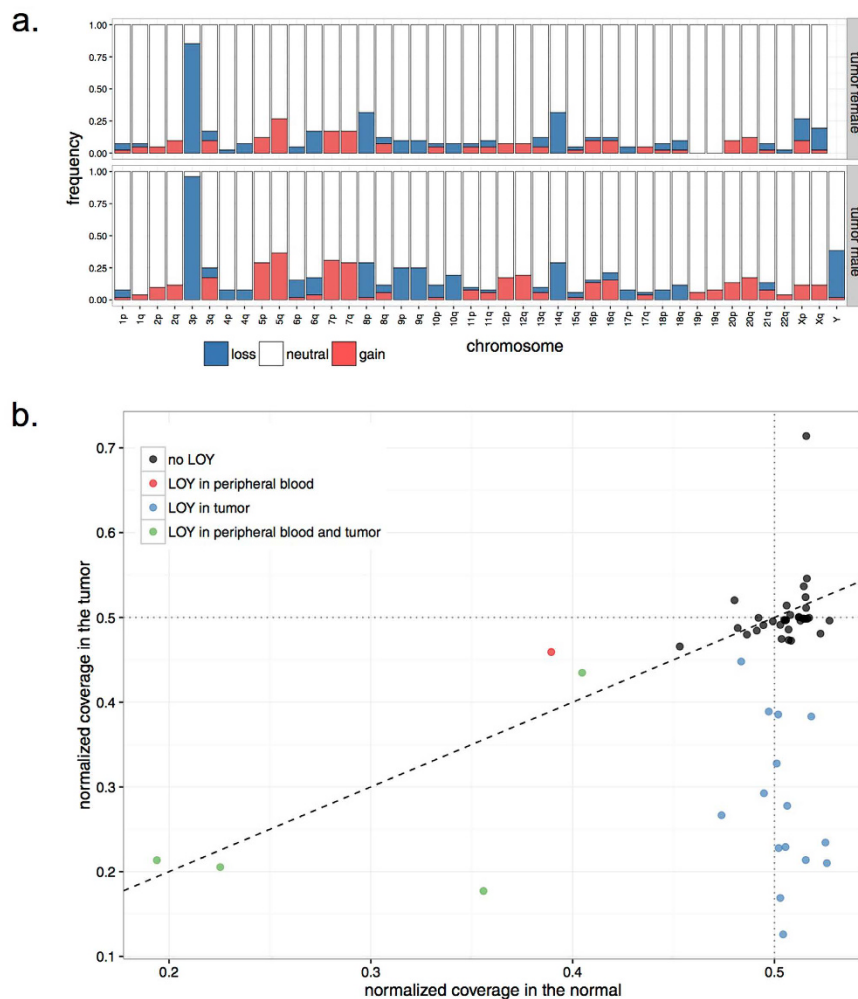 a.
1.00
0.75
0.50
0.25
0.00
tumor female
1.00
0.75
0.50
0.25
0.00
tumor male
frequency
1p 1q 2p 2q 3p 3q 4p 4q 5p 5q 6p 6q 7p 7q 8p 8q 9p 9q 10p 10q 11p 11q 12p 12q 13q 14q 15q 16p 16q 17p 17q 18p 18q 19p 19q 20p 20q 21q 22q Xp Xq Y
chromosome
loss neutral gain
b.
no LOY
LOY in peripheral blood
LOY in tumor
LOY in peripheral blood and tumor
0.7
0.6
0.5
0.4
0.3
0.2
0.1
normalized coverage in the tumor
0.2 0.3 0.4 0.5
normalized coverage in the normal